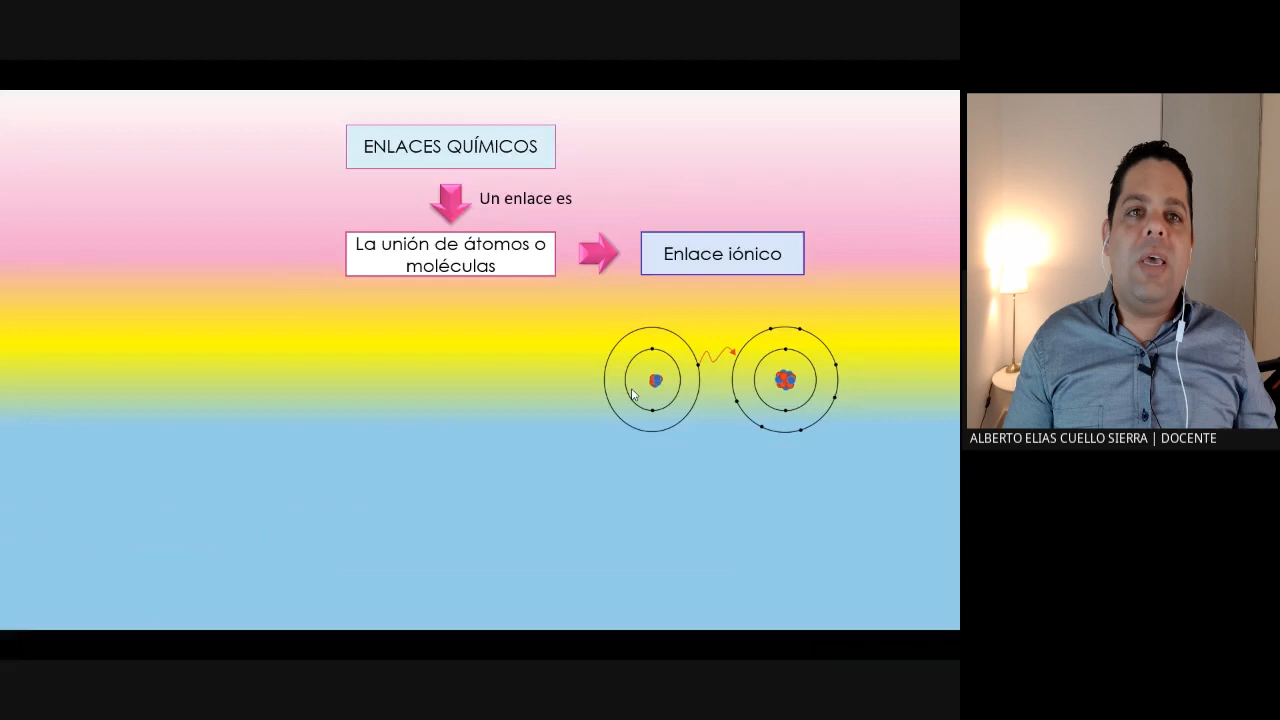 ENLACES QUÍMICOS
Un enlace es
La unión de átomos o
moléculas
Enlace iónico
ALBERTO ELIAS CUELLO SIERRA | DOCENTE